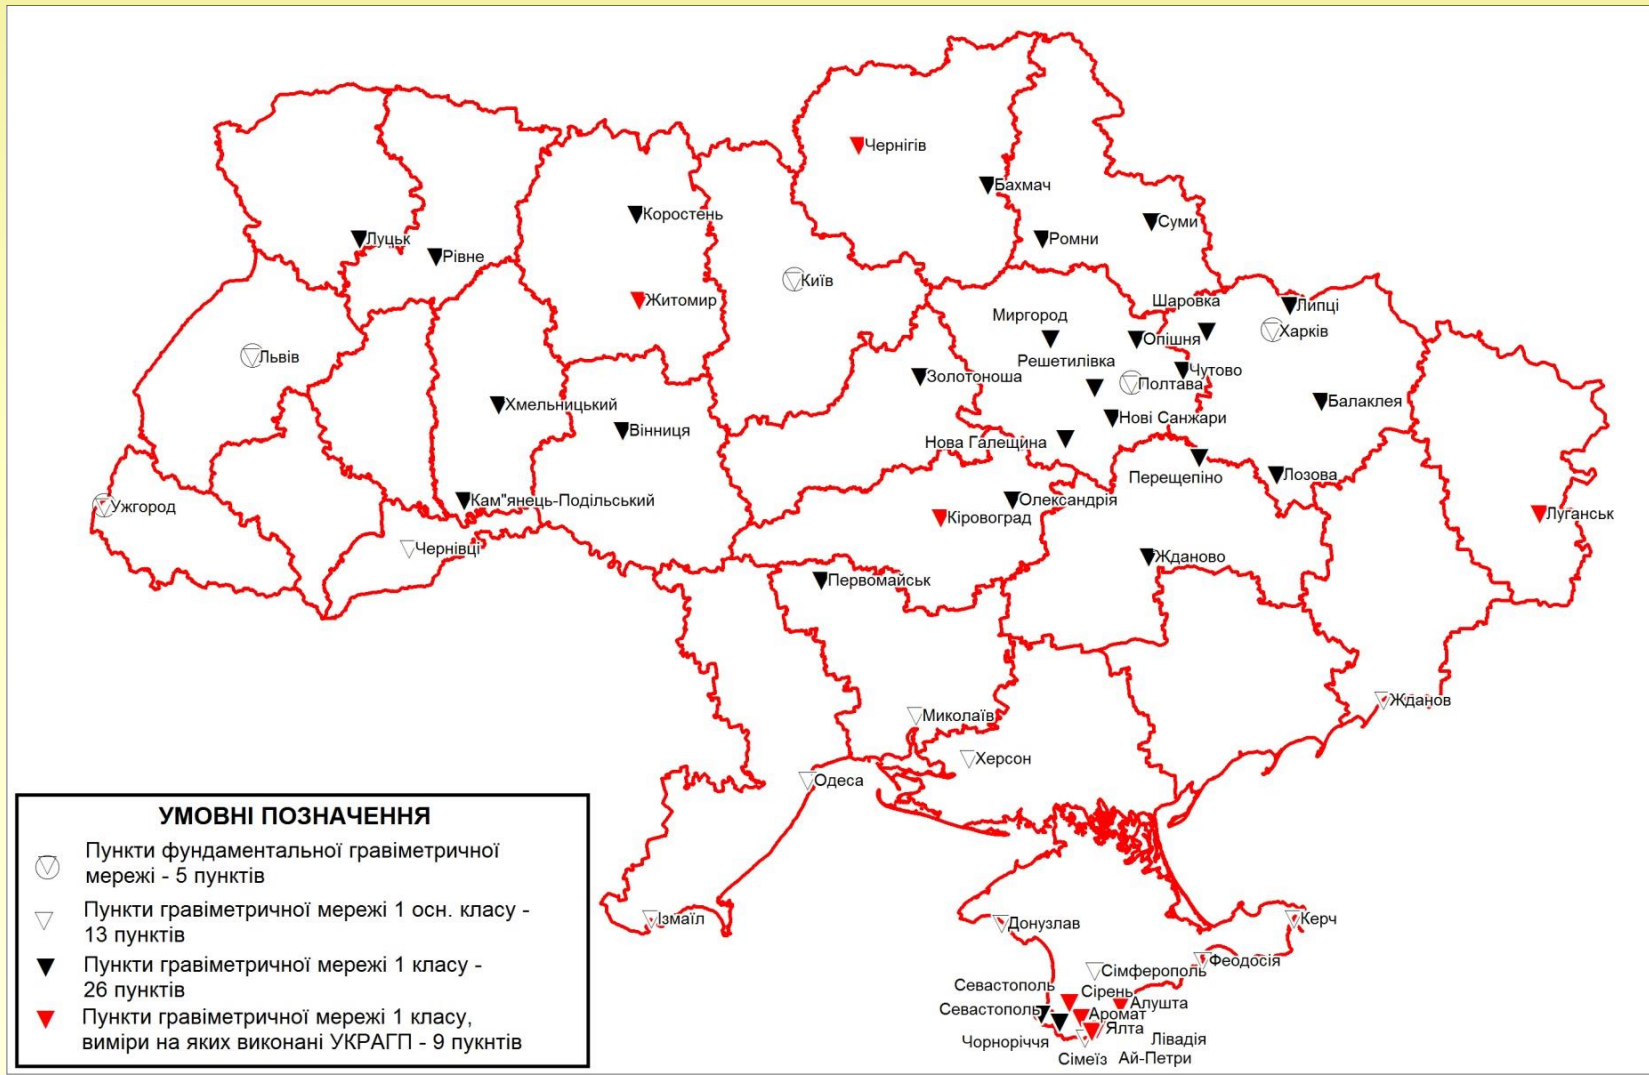 Чернігів
Бахмач
Коростень
Суми
Луцьк
Ромни
Рівне
Київ
Житомир
Шаровка
Липці
Миргород
Харків
Опішня
Львів
Решетилівка
Чутово
Золотоноша
Полтава
Хмельницький
Балаклея
Нові Санжари
Вінниця
Нова Галещина
Перещепіно
Лозова
Кам"янець-Подільський
Олександрія
Ужгород
Кіровоград
Луганськ
Чернівці
Жданово
Первомайськ
Жданов
Миколаїв
Херсон
Одеса
УМОВНІ ПОЗНАЧЕННЯ
Пункти фундаментальної гравіметричної
мережі - 5 пунктів
Пункти гравіметричної мережі 1 осн. класу -
13 пунктів
Пункти гравіметричної мережі 1 класу -
26 пунктів
Пункти гравіметричної мережі 1 класу,
виміри на яких виконані УКРАГП - 9 пукнтів
Ізмаїл
Донузлав
Керч
Феодосія
Сімферополь
Севастополь
Сірень
Алушта
Севастополь
Аромат
Ялта
Чорноріччя
Лівадія
Сімеїз
Ай-Петри